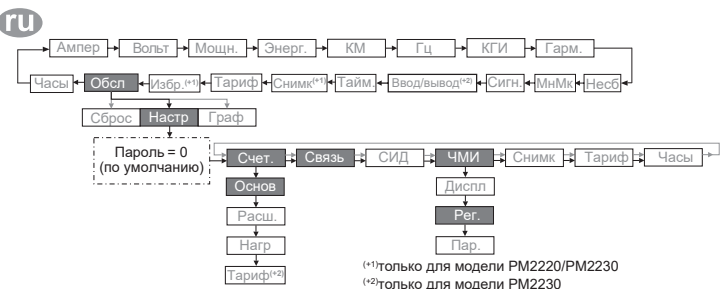 ru
Ампер Вольт Мощн. Энерг. КМ Гц КГИ Гарм.
Часы Обсл Избр.(+1) Тариф Снимк(+1) Тайм. Ввод/вывод(+2) Сигн. МнМк Несб
Сброс Настр Граф
Пароль = 0
(по умолчанию)
Счет. Связь СИД ЧМИ Снимк Тариф Часы
Основ Диспл
Расш. Рег.
Нагр Пар.
Тариф(+2)
(+1)только для модели PM2220/PM2230
(+2)только для модели PM2230